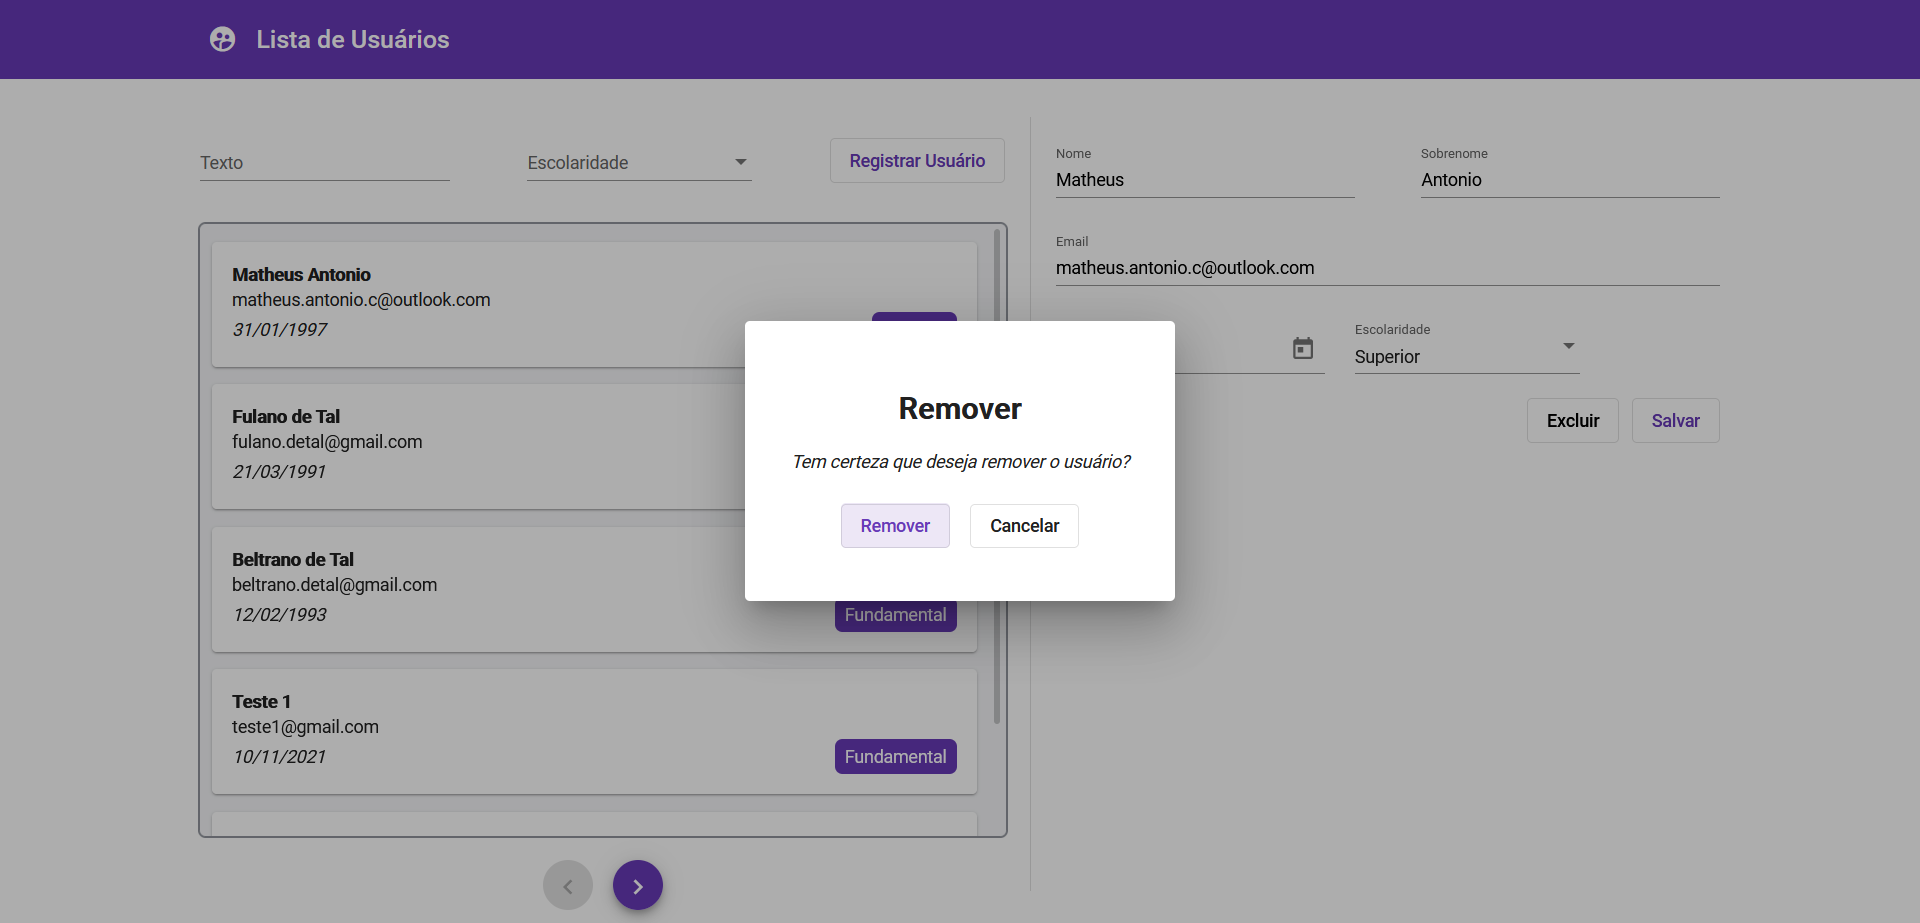 Lista de Usuários
Texto
Escolaridade
Registrar Usuário
Matheus Antonio
matheus.antonio.c@outlook.com
31/01/1997
Fulano de Tal
fulano.detal@gmail.com
21/03/1991
Beltrano de Tal
beltrano.detal@gmail.com
12/02/1993
Fundamental
Teste 1
teste1@gmail.com
10/11/2021
Fundamental
Nome
Matheus
Sobrenome
Antonio
Email
matheus.antonio.c@outlook.com
Escolaridade
Superior
Excluir
Salvar
Remover
Tem certeza que deseja remover o usuário?
Remover
Cancelar